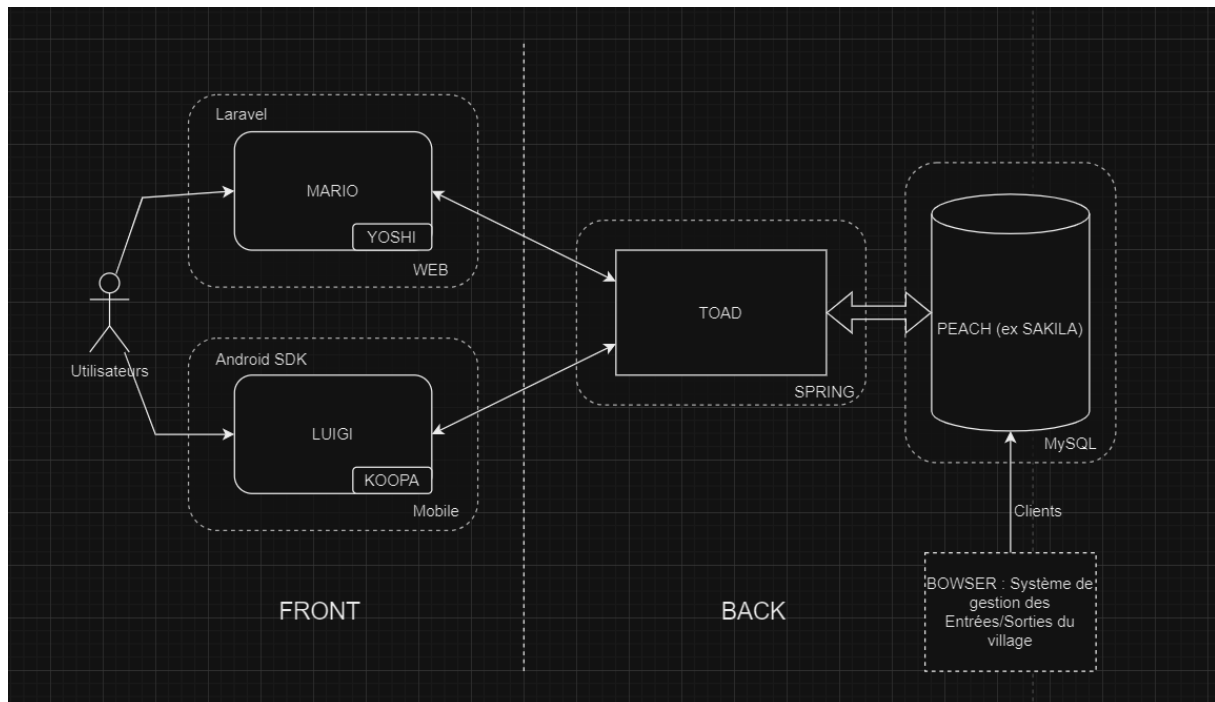 Laravel
MARIO
YOSHI
WEB
Utilisateurs
Android SDK
LUIGI
KOOPA
Mobile
FRONT
TOAD
SPRING
PEACH (ex SAKILA)
MySQL
Clients
BOWSER : Système de
gestion des
Entrées/Sorties du
village
BACK